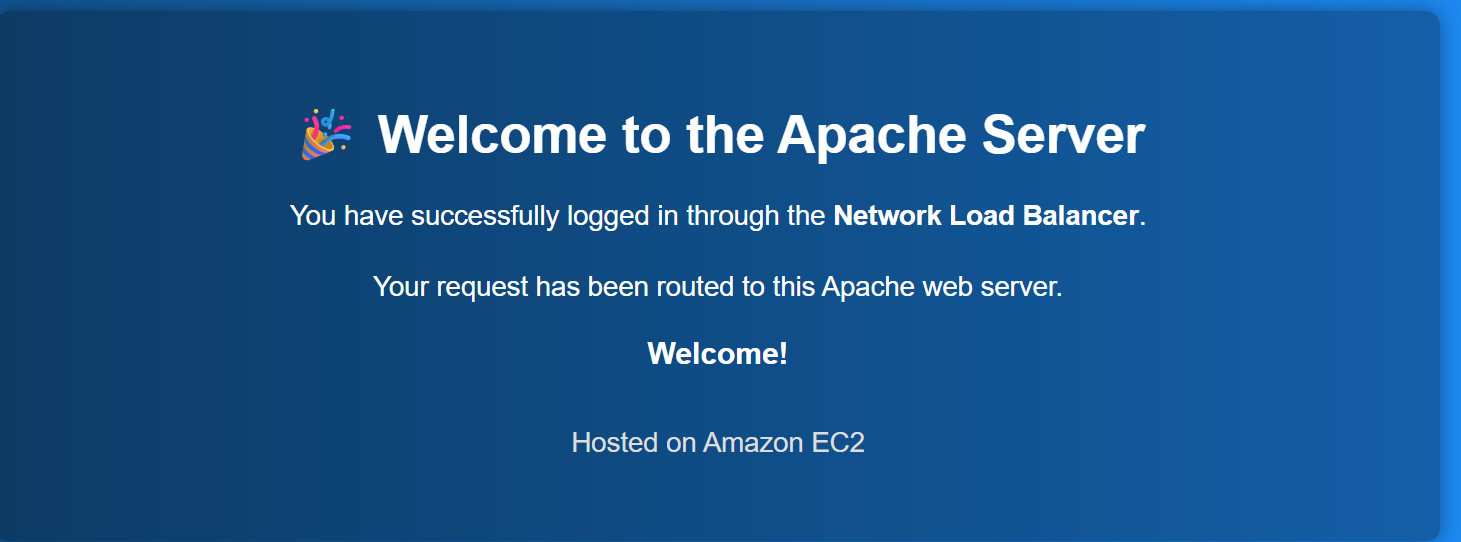 🎉 Welcome to the Apache Server
You have successfully logged in through the Network Load Balancer.
Your request has been routed to this Apache web server.
Welcome!
Hosted on Amazon EC2